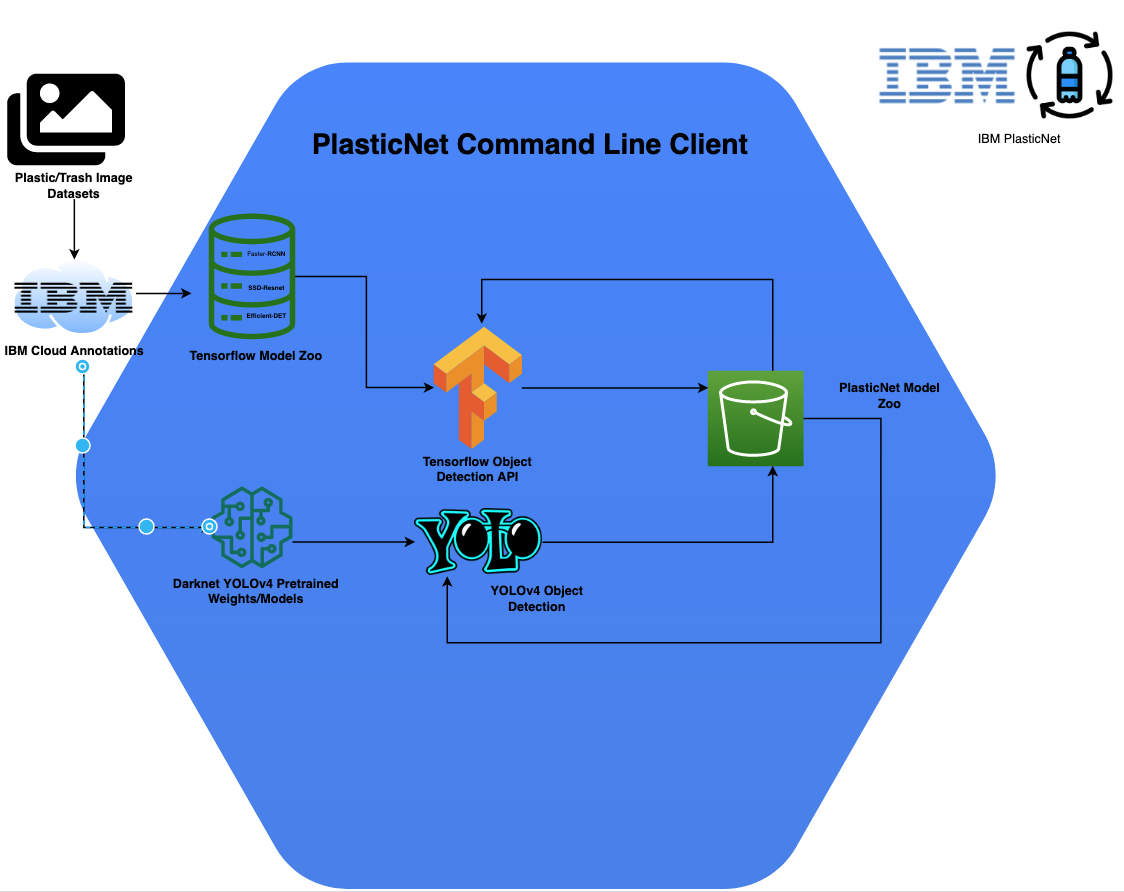 IBM
IBM PlasticNet
PlasticNet Command Line Client
Plastic/Trash Image
Datasets
IBM
IBM Cloud Annotations
Faster-RCNN
SSD-Resnet
Efficient-DET
Tensorflow Model Zoo
Tensorflow Object
Detection API
PlasticNet Model
Zoo
Darknet YOLOv4 Pretrained
Weights/Models
YOLO
YOLOv4 Object
Detection